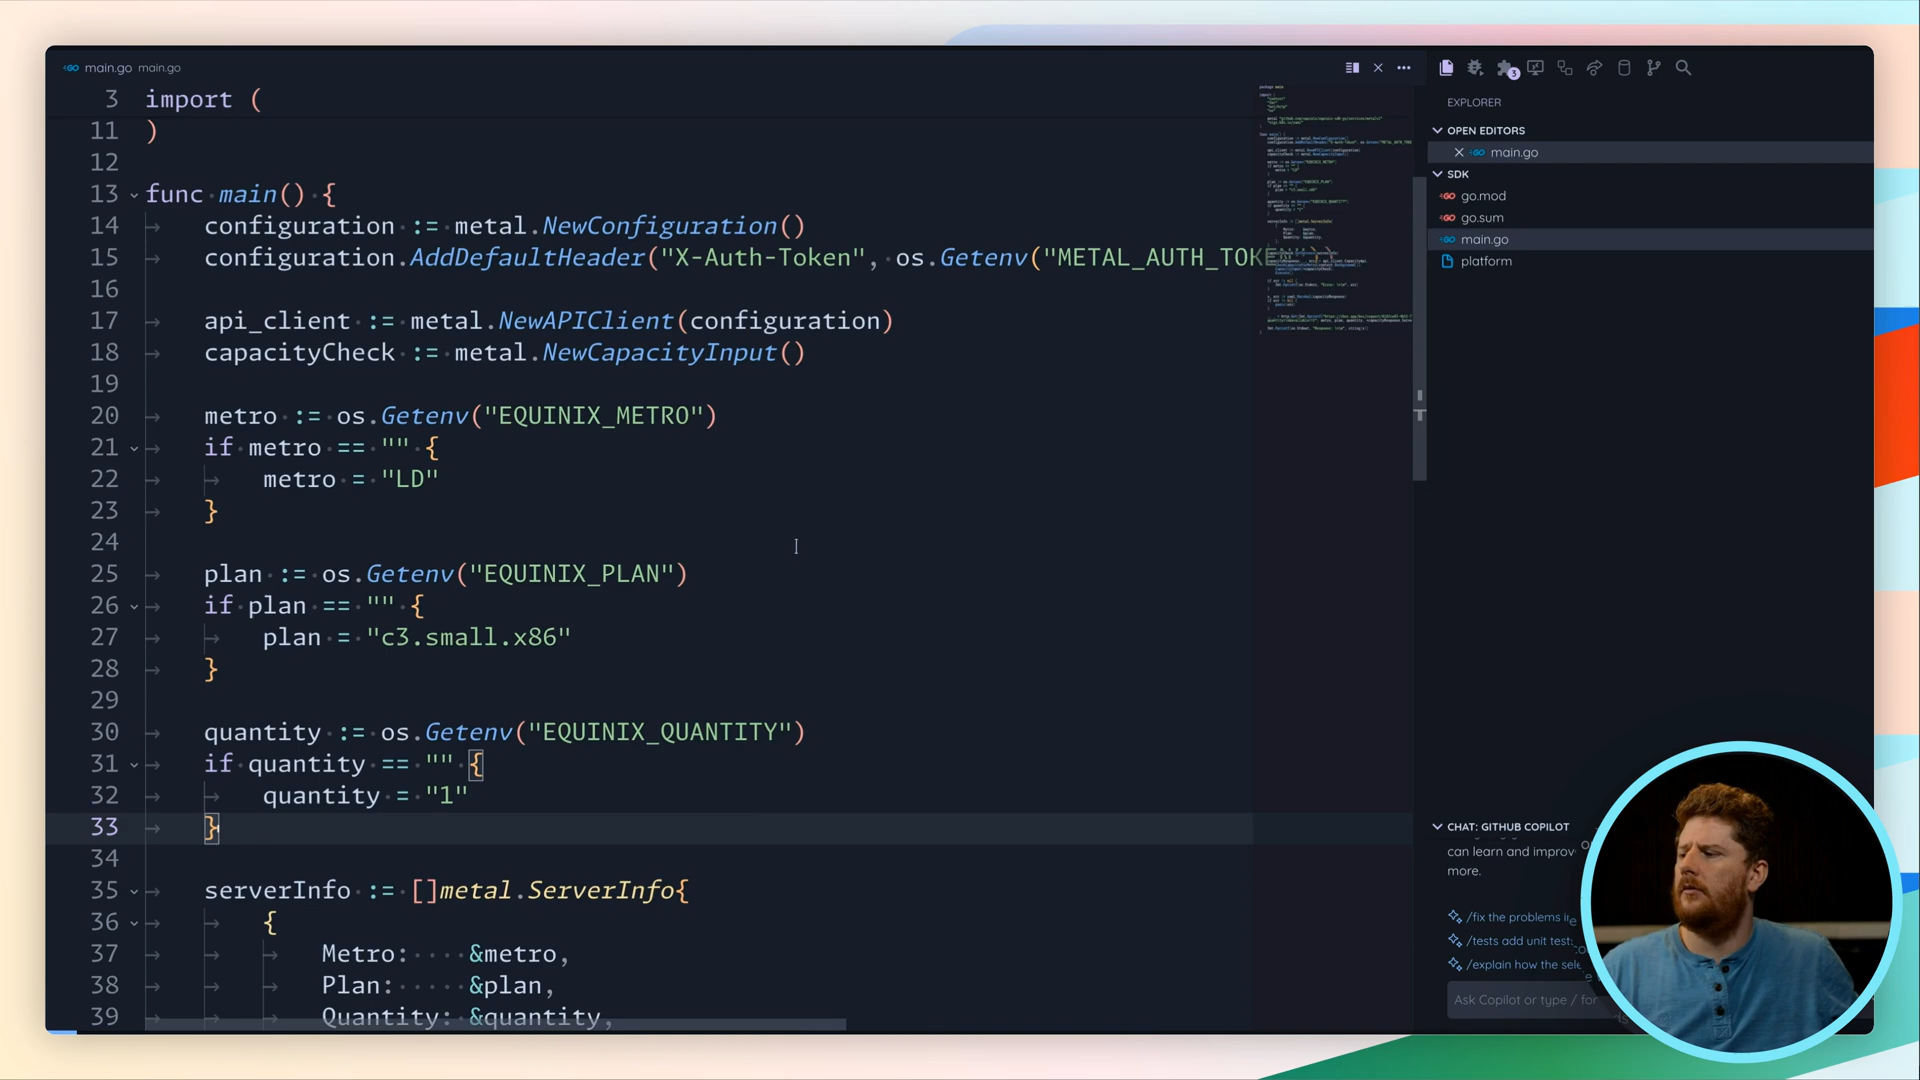 main.go main.go
3 import (
11 )
12
13 func main() {
14 configuration := metal.NewConfiguration()
15 configuration.AddDefaultHeader("X-Auth-Token", os.Getenv("METAL_AUTH_TOKEN"
16
17 api_client := metal.NewAPIClient(configuration)
18 capacityCheck := metal.NewCapacityInput()
19
20 metro := os.Getenv("EQUINIX_METRO")
21 if metro == "" {
22 metro = "LD"
23 }
24
25 plan := os.Getenv("EQUINIX_PLAN")
26 if plan == "" {
27 plan = "c3.small.x86"
28 }
29
30 quantity := os.Getenv("EQUINIX_QUANTITY")
31 if quantity == "" {
32 quantity = "1"
33 }
34
35 serverInfo := []metal.ServerInfo{
36 {
37 Metro: &metro,
38 Plan: &plan,
39 Quantity: &quantity,
3
EXPLORER
OPEN EDITORS
main.go
SDK
go.mod
go.sum
main.go
platform
CHAT: GITHUB COPILOT
can learn and improv
more.
/fix the problems i
/tests add unit test
/explain how the sele
Ask Copilot or type / for